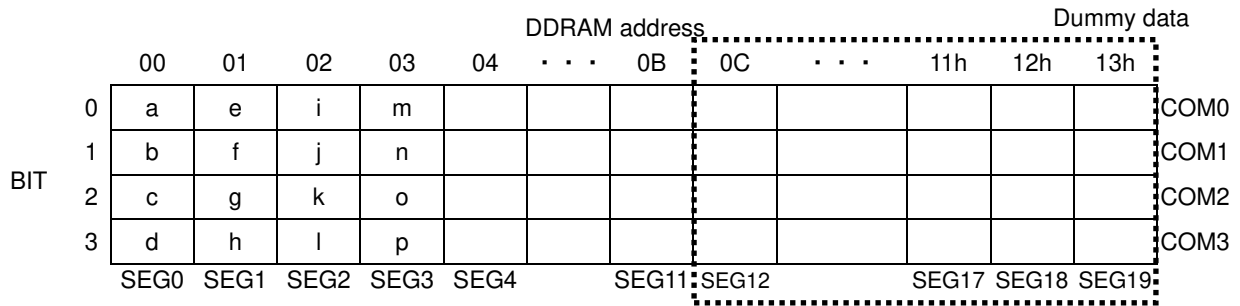 DDRAM address
Dummy data
00 01 02 03 04 · · · 0B 0C · · · 11h 12h 13h
0 a e i m COM0
1 b f j n COM1
BIT
2 c g k o COM2
3 d h l p COM3
SEG0 SEG1 SEG2 SEG3 SEG4 SEG11 SEG12 SEG17 SEG18 SEG19